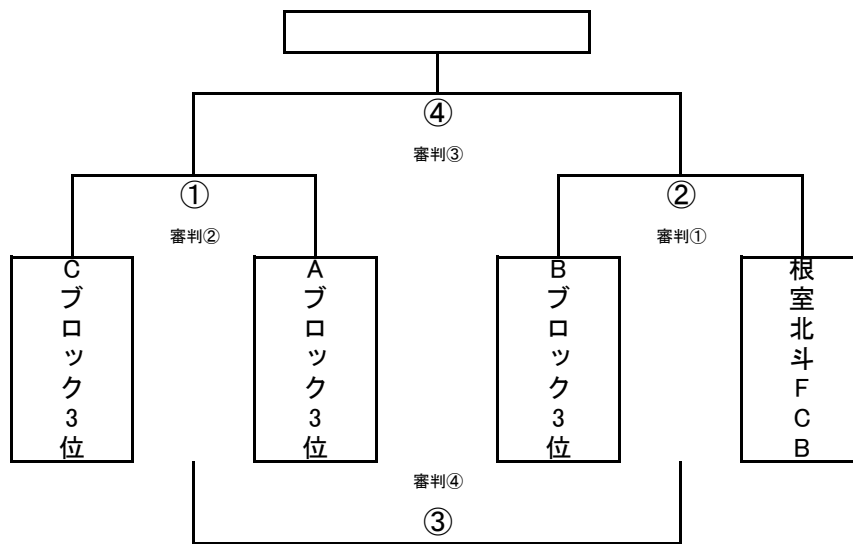 ④
審判③
①
②
審判②
審判①
Cブロック3位
Aブロック3位
Bブロック3位
根室北斗FCB
審判④
③